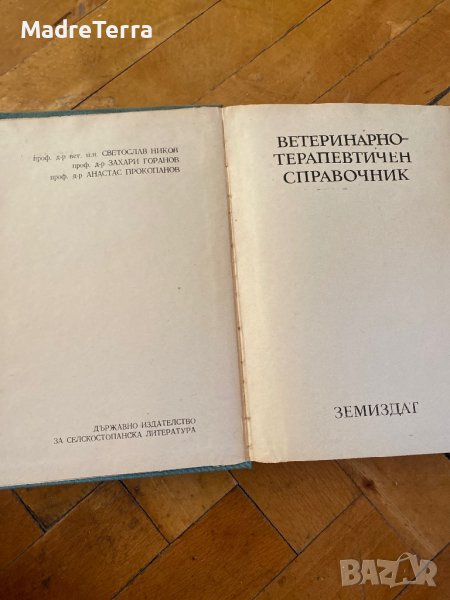 MadreTerra
проф. д-р вет. м.н. СВЕТОСЛАВ НИКОВ
проф. д-р ЗАХАРИ ГОРАНОВ
проф. д-р АНАСТАС ПРОКОПАНОВ
ДЪРЖАВНО ИЗДАТЕЛСТВО
ЗА СЕЛСКОСТОПАНСКА ЛИТЕРАТУРА
ВЕТЕРИНАРНО-
ТЕРАПЕВТИЧЕН
СПРАВОЧНИК
ЗЕМИЗДАТ
BAZAR